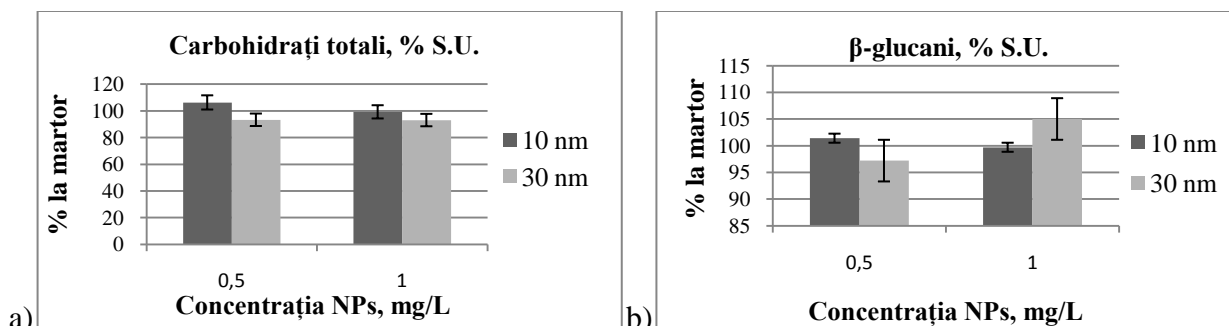 a)
Carbohidrați totali, % S.U.
% la martor
120
100
80
60
40
20
0
0,5
1
Concentrația NPs, mg/L
10 nm
30 nm
b)
β-glucani, % S.U.
% la martor
115
110
105
100
95
90
85
0,5
1
Concentrația NPs, mg/L
10 nm
30 nm